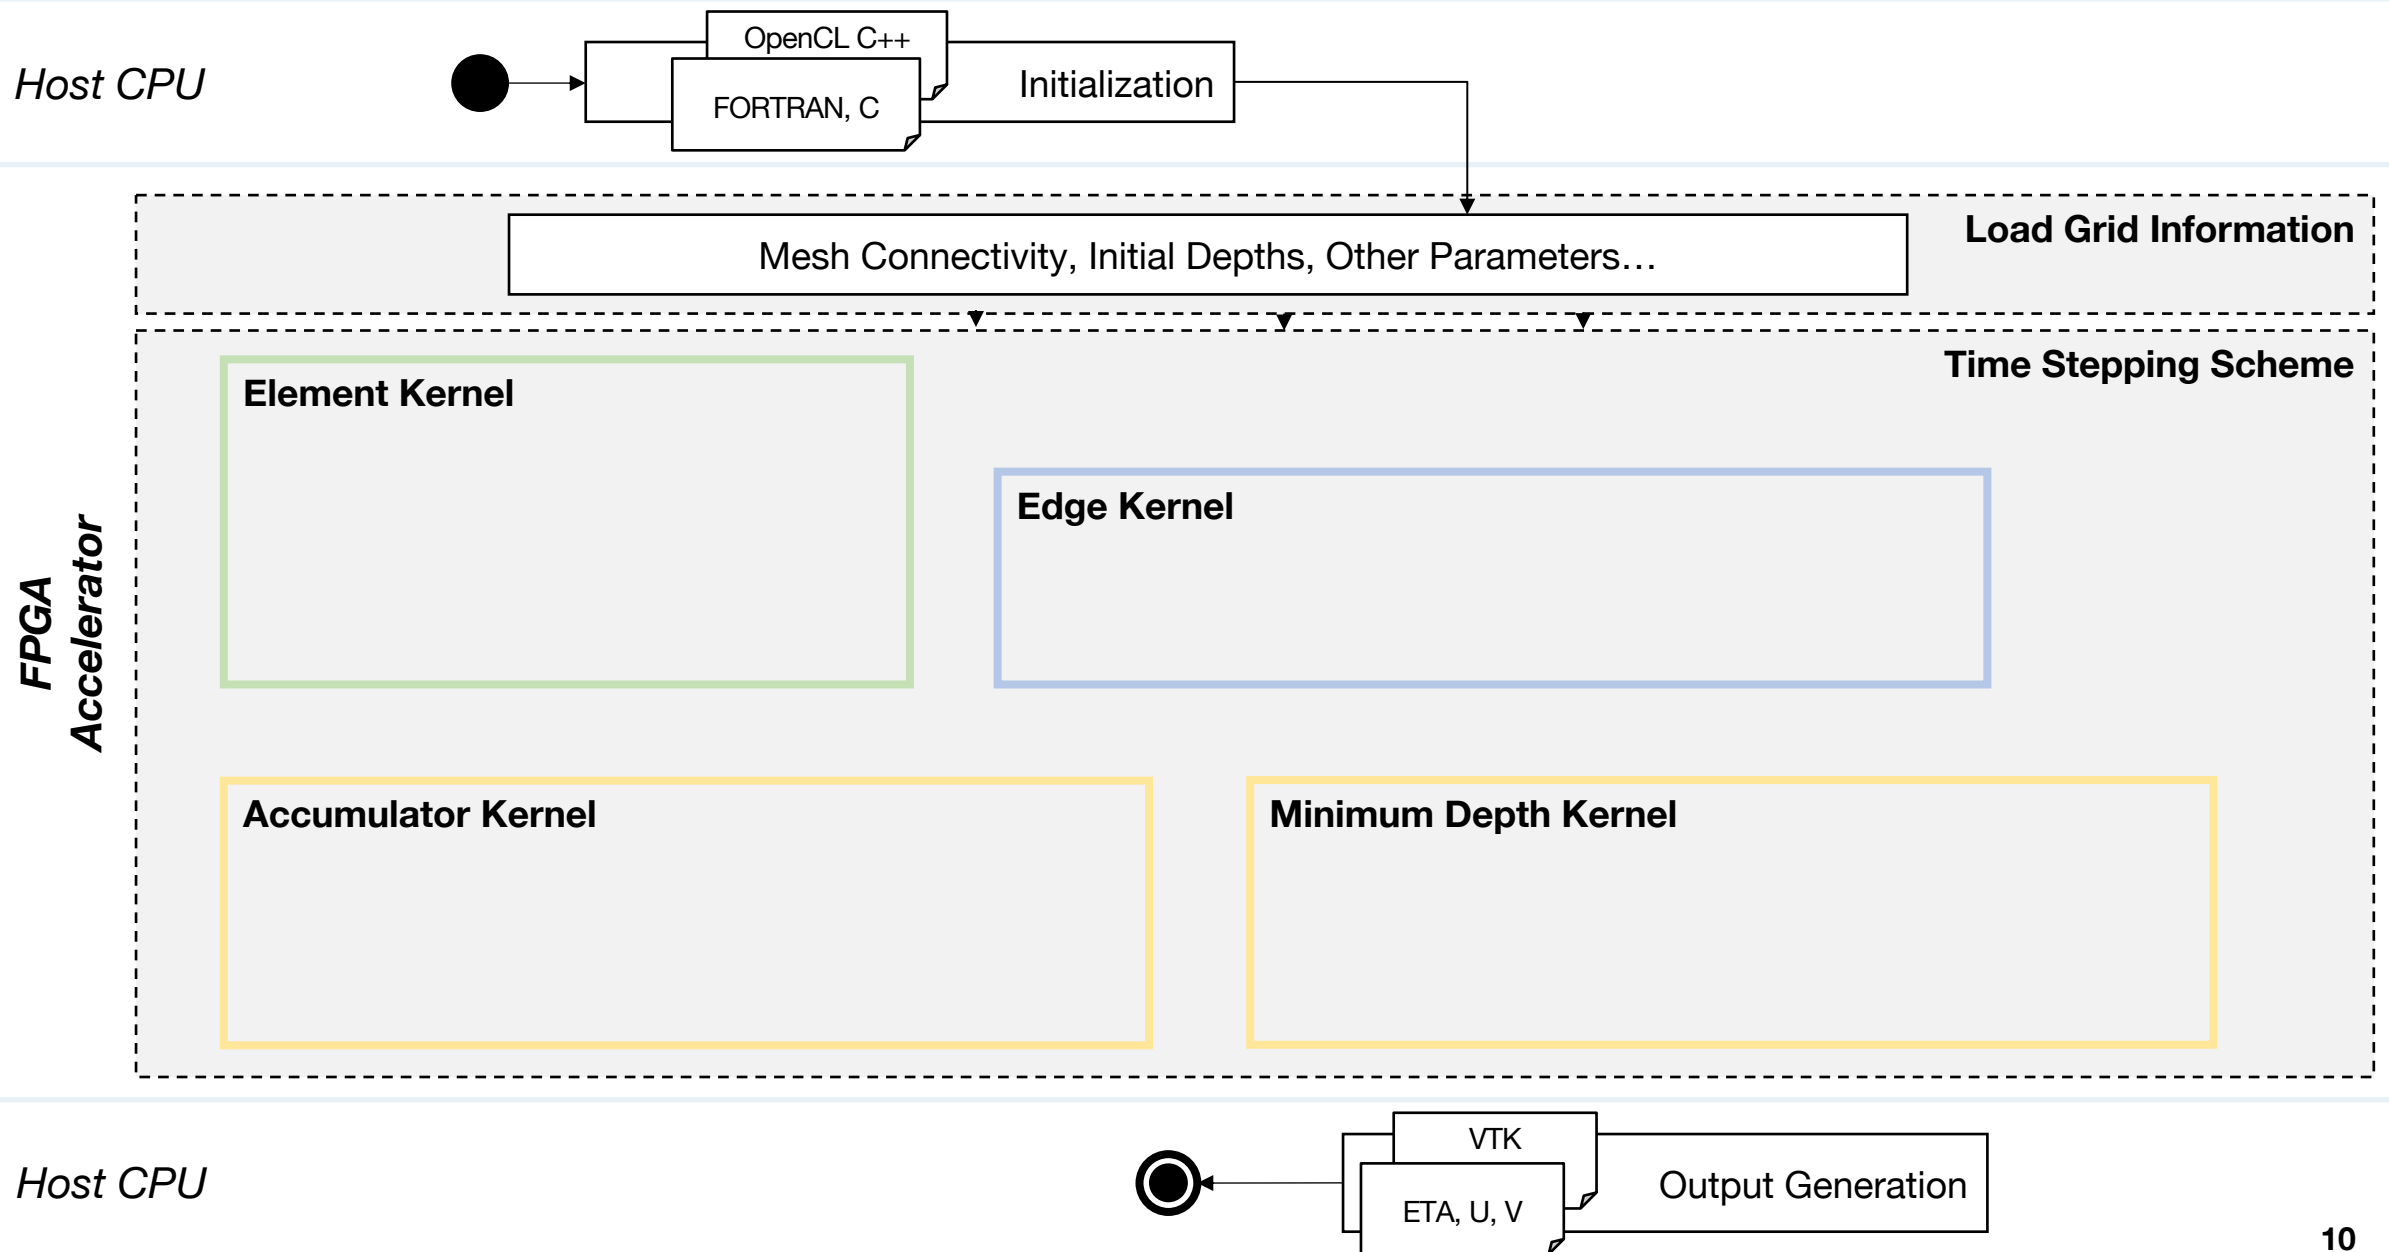 Host CPU
OpenCL C++
FORTRAN, C
Initialization
Load Grid Information
Mesh Connectivity, Initial Depths, Other Parameters…
Time Stepping Scheme
Element Kernel
Edge Kernel
FPGA
Accelerator
Accumulator Kernel
Minimum Depth Kernel
Host CPU
VTK
ETA, U, V
Output Generation
10